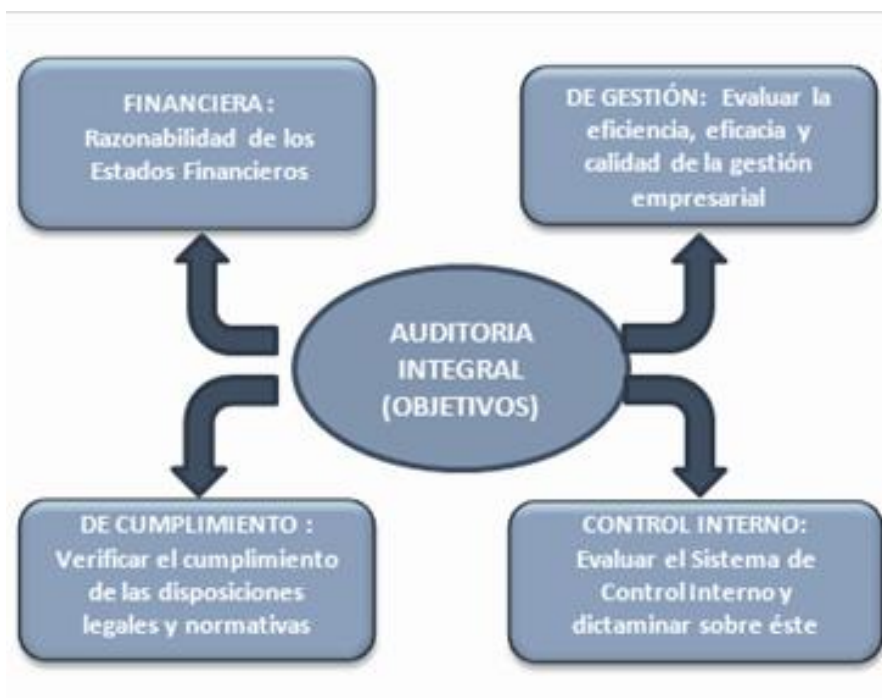 FINANCIERA :
Razonabilidad de los
Estados Financieros
DE GESTIÓN: Evaluar la
eficiencia, eficacia y
calidad de la gestión
empresarial
AUDITORIA
INTEGRAL
(OBJETIVOS)
DE CUMPLIMIENTO :
Verificar el cumplimiento
de las disposiciones
legales y normativas
CONTROL INTERNO:
Evaluar el Sistema de
Control Interno y
dictaminar sobre éste